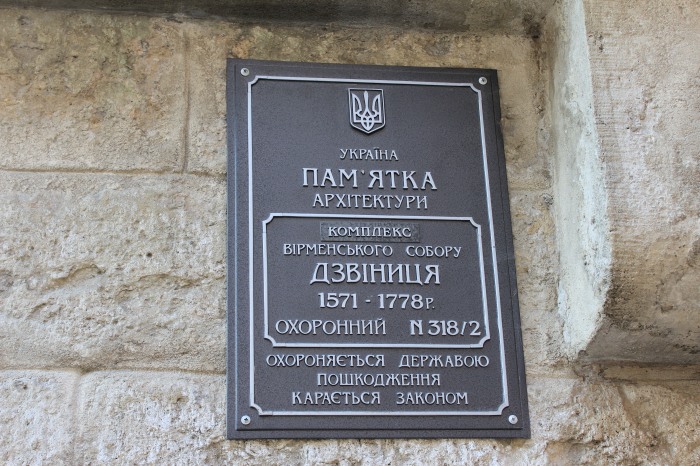 УКРАЇНА
ПАМ'ЯТКА
АРХІТЕКТУРИ
КОМПЛЕКС
ВІРМЕНСЬКОГО СОБОРУ
ДЗВІНИЦЯ
1571 - 1778 Р.
ОХОРОННИЙ N 318/2
ОХОРОНЯЄТЬСЯ ДЕРЖАВОЮ
ПОШКОДЖЕННЯ
КАРАЄТЬСЯ ЗАКОНОМ